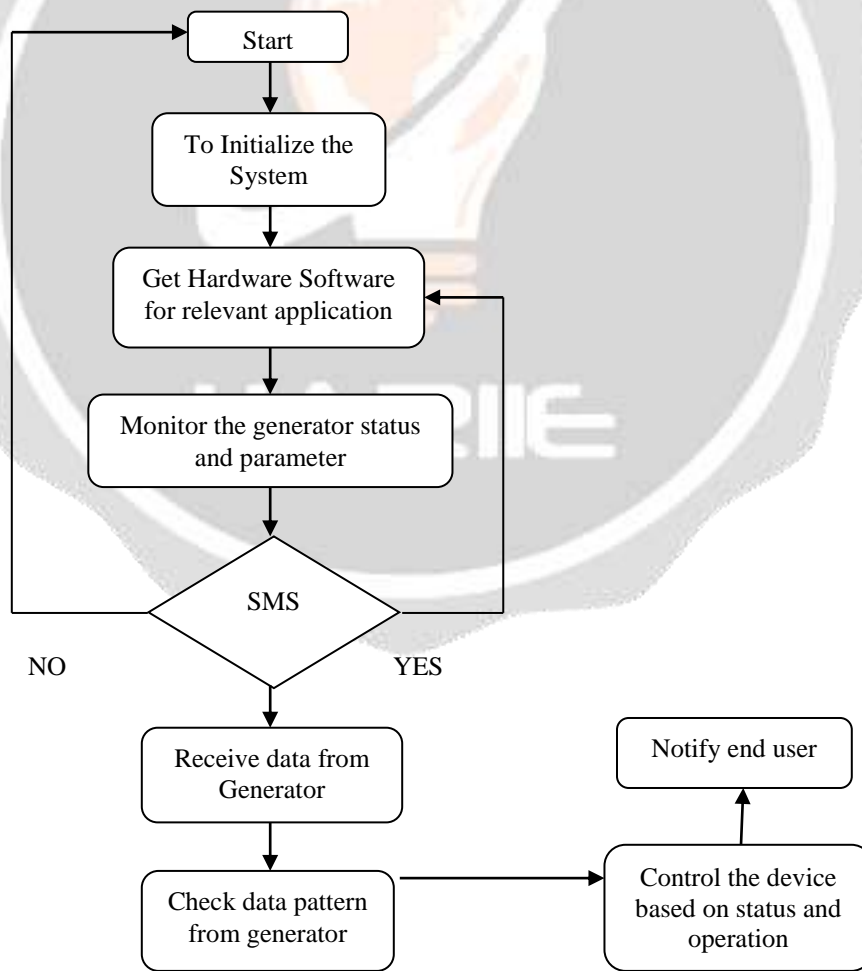 Start
To Initialize the
System
Get Hardware Software
for relevant application
Monitor the generator status
and parameter
SMS
NO
YES
Receive data from
Generator
Notify end user
Check data pattern
from generator
Control the device
based on status and
operation